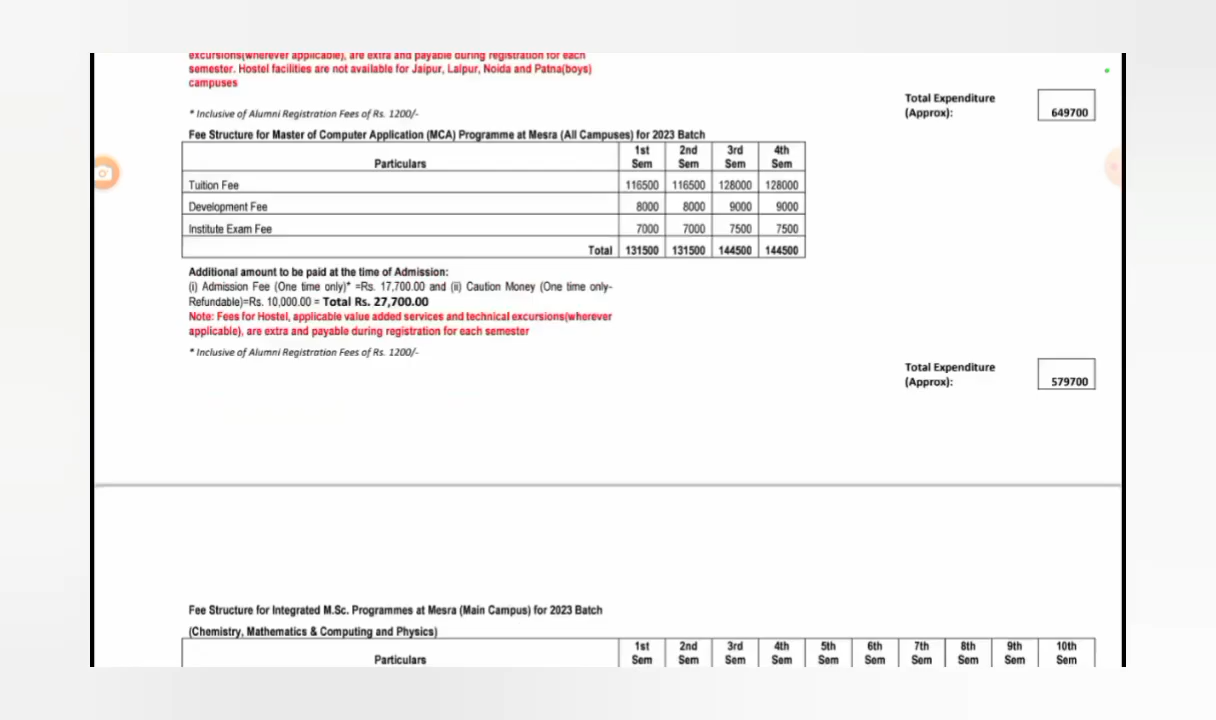 excursions(wherever applicable), are extra and payable during registration for each
semester. Hostel facilities are not available for Jaipur, Lalpur, Noida and Patna(boys)
campuses
* Inclusive of Alumni Registration Fees of Rs. 1200/-
Total Expenditure
(Approx): 649700
Fee Structure for Master of Computer Application (MCA) Programme at Mesra (All Campuses) for 2023 Batch
Particulars 1st Sem 2nd Sem 3rd Sem 4th Sem
Tuition Fee 116500 116500 128000 128000
Development Fee 8000 8000 9000 9000
Institute Exam Fee 7000 7000 7500 7500
Total 131500 131500 144500 144500
Additional amount to be paid at the time of Admission:
(i) Admission Fee (One time only)* =Rs. 17,700.00 and (ii) Caution Money (One time only-
Refundable)=Rs. 10,000.00 = Total Rs. 27,700.00
Note: Fees for Hostel, applicable value added services and technical excursions(wherever
applicable), are extra and payable during registration for each semester
* Inclusive of Alumni Registration Fees of Rs. 1200/-
Total Expenditure
(Approx): 579700
Fee Structure for Integrated M.Sc. Programmes at Mesra (Main Campus) for 2023 Batch
(Chemistry, Mathematics & Computing and Physics)
Particulars 1st Sem 2nd Sem 3rd Sem 4th Sem 5th Sem 6th Sem 7th Sem 8th Sem 9th Sem 10th Sem